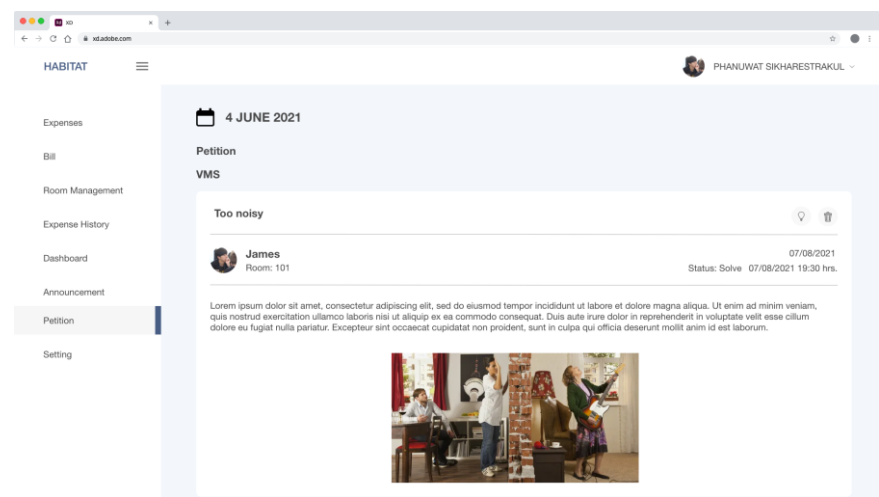 XD
xd.adobe.com
HABITAT
PHANUWAT SIKHARESTRAKUL
Expenses
Bill
Room Management
Expense History
Dashboard
Announcement
Petition
Setting
4 JUNE 2021
Petition
VMS
Too noisy
James
Room: 101
07/08/2021
Status: Solve 07/08/2021 19:30 hrs.
Lorem ipsum dolor sit amet, consectetur adipiscing elit, sed do eiusmod tempor incididunt ut labore et dolore magna aliqua. Ut enim ad minim veniam,
quis nostrud exercitation ullamco laboris nisi ut aliquip ex ea commodo consequat. Duis aute irure dolor in reprehenderit in voluptate velit esse cillum
dolore eu fugiat nulla pariatur. Excepteur sint occaecat cupidatat non proident, sunt in culpa qui officia deserunt mollit anim id est laborum.